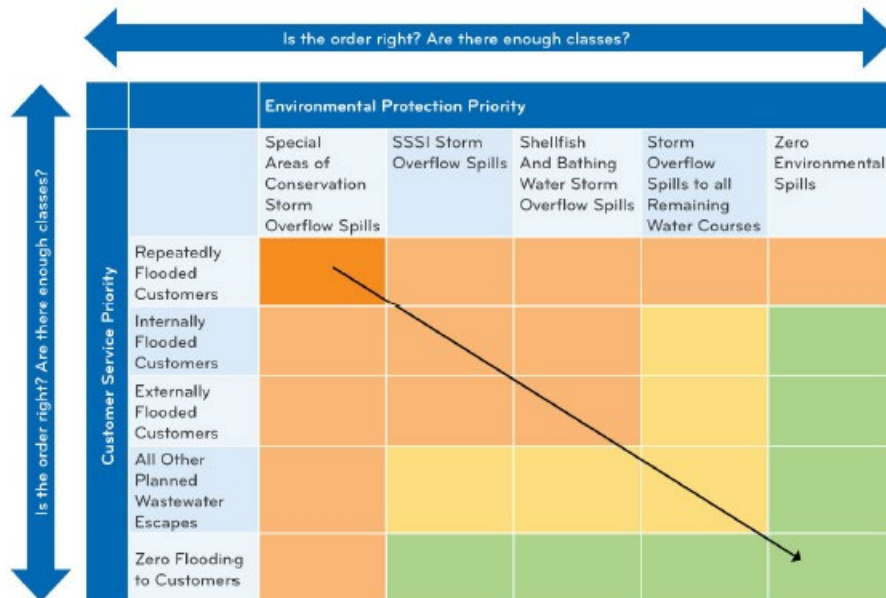 Is the order right? Are there enough classes?
Is the order right? Are there enough classes?
Customer Service Priority
Environmental Protection Priority
Special
Areas of
Conservation
Storm
Overflow Spills
SSSI Storm
Overflow Spills
Shellfish
And Bathing
Water Storm
Overflow Spills
Storm
Overflow
Spills to all
Remaining
Water Courses
Zero
Environmental
Spills
Repeatedly
Flooded
Customers
Internally
Flooded
Customers
Externally
Flooded
Customers
All Other
Planned
Wastewater
Escapes
Zero Flooding
to Customers